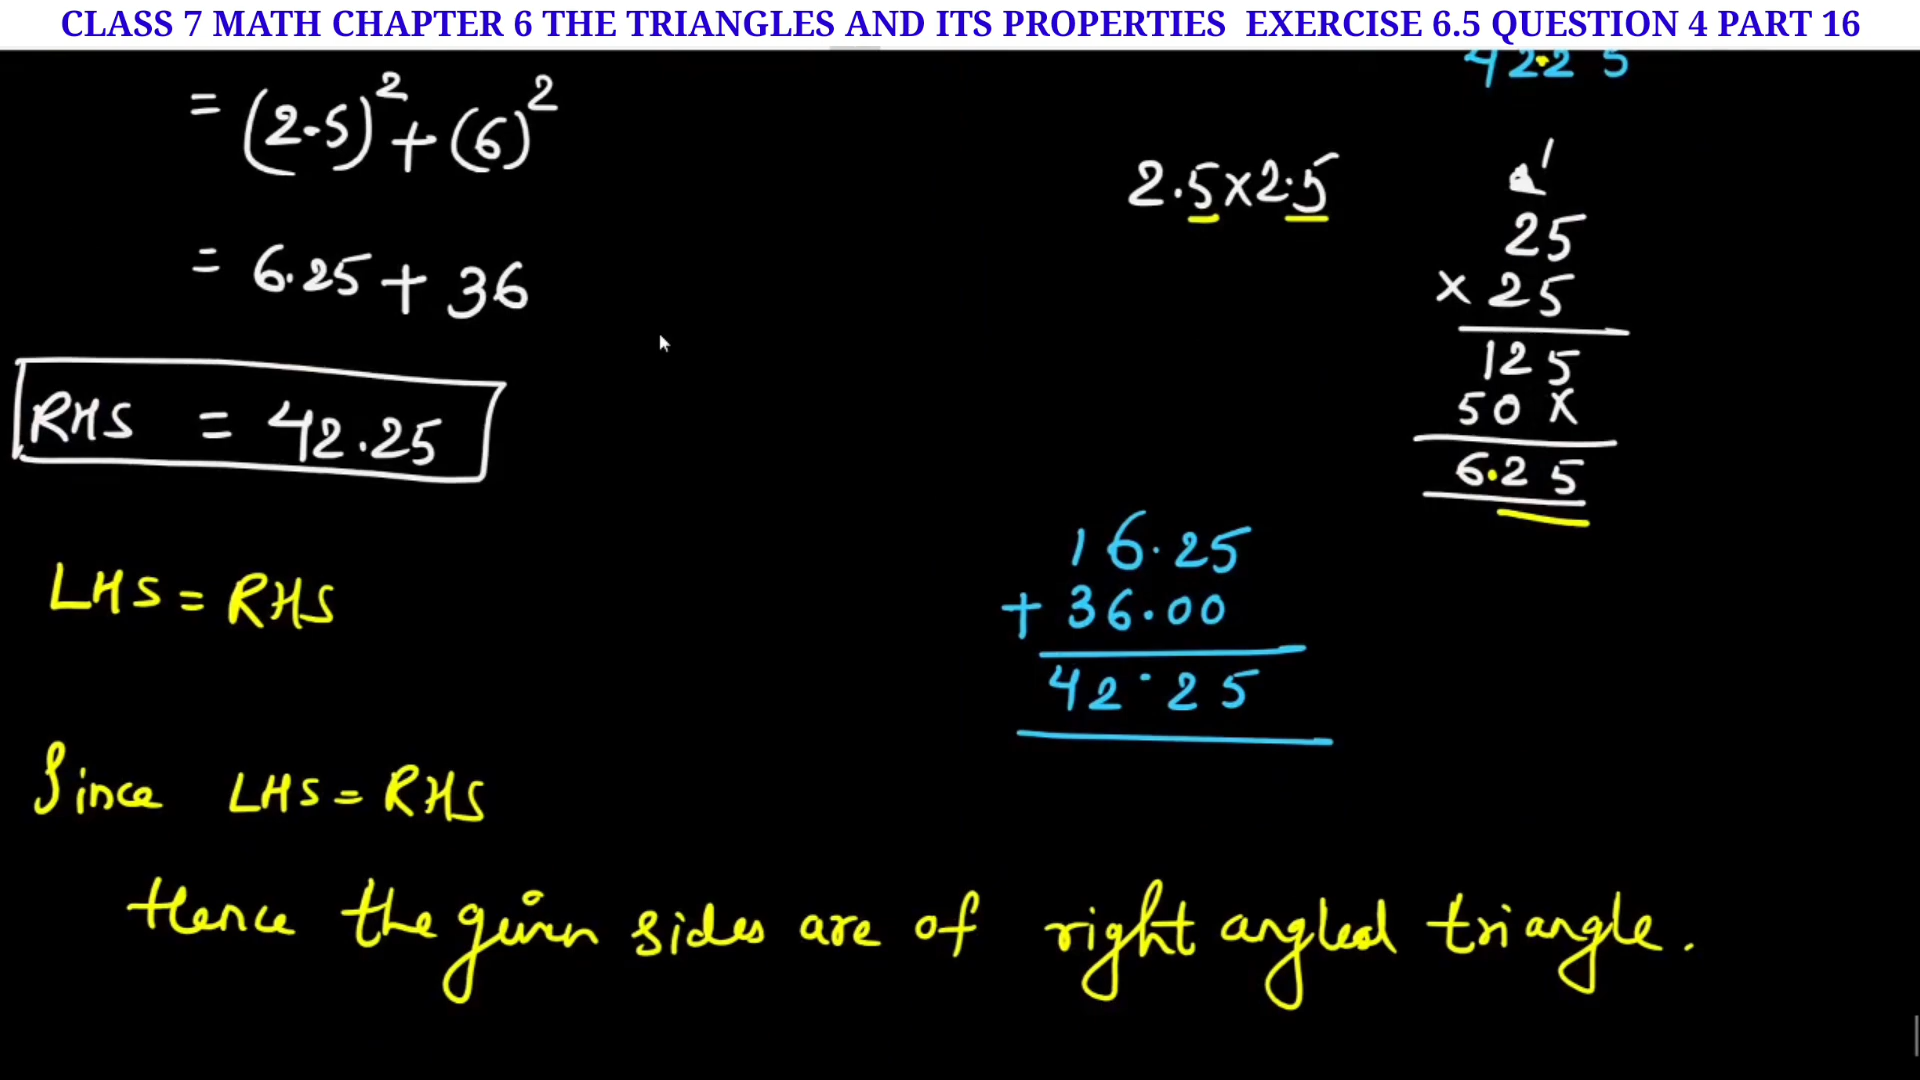 CLASS 7 MATH CHAPTER 6 THE TRIANGLES AND ITS PROPERTIES EXERCISE 6.5 QUESTION 4 PART 16
42.25
= (2.5)² + (6)²
= 6.25 + 36
RHS = 42.25
LHS = RHS
2.5×2.5
1
25
× 25
125
50 ×
6.25
16.25
+ 36.00
42.25
Since LHS = RHS
Hence the given sides are of right angled triangle.